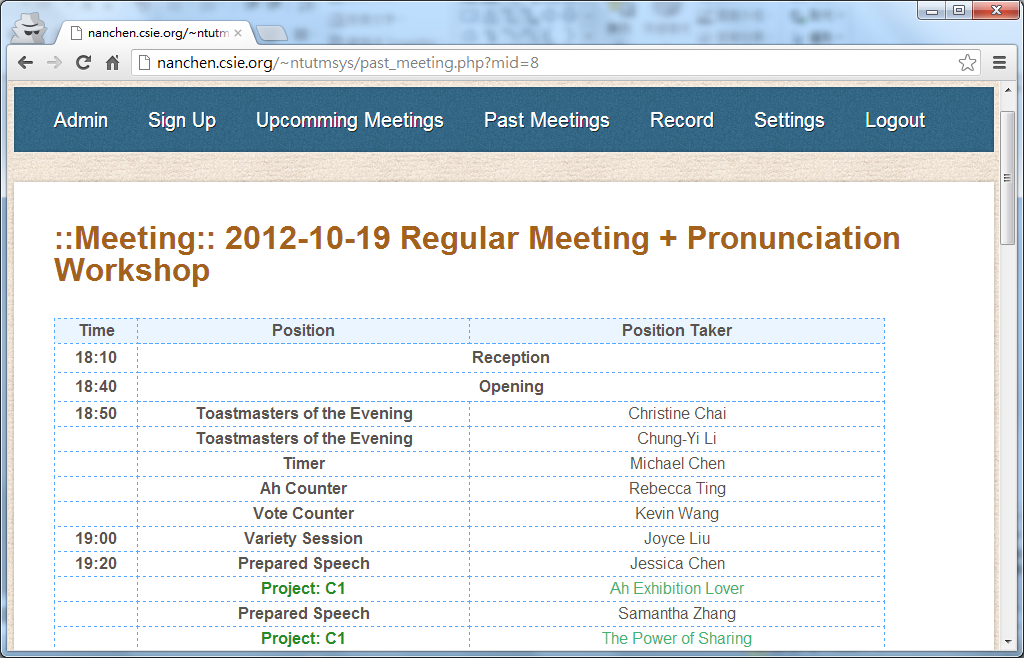 nanchen.csie.org/~ntutm
nanchen.csie.org/~ntutmsys/past_meeting.php?mid=8
Admin Sign Up Upcomming Meetings Past Meetings Record Settings Logout
::Meeting:: 2012-10-19 Regular Meeting + Pronunciation
Workshop
Time Position Position Taker
18:10 Reception
18:40 Opening
18:50 Toastmasters of the Evening Christine Chai
Toastmasters of the Evening Chung-Yi Li
Timer Michael Chen
Ah Counter Rebecca Ting
Vote Counter Kevin Wang
19:00 Variety Session Joyce Liu
19:20 Prepared Speech Jessica Chen
Project: C1 Ah Exhibition Lover
Prepared Speech Samantha Zhang
Project: C1 The Power of Sharing